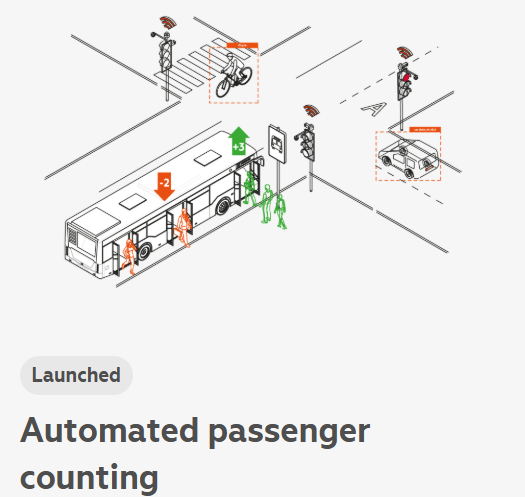 +3
-2
A
Launched
Automated passenger
counting